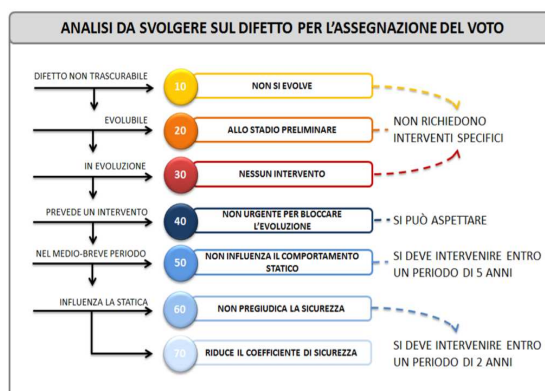 ANALISI DA SVOLGERE SUL DIFETTO PER L'ASSEGNAZIONE DEL VOTO
DIFETTO NON TRASCURABILE
10
NON SI EVOLVE
EVOLUBILE
20
ALLO STADIO PRELIMINARE
NON RICHIEDONO
INTERVENTI SPECIFICI
IN EVOLUZIONE
30
NESSUN INTERVENTO
PREVEDE UN INTERVENTO
40
NON URGENTE PER BLOCCARE
L'EVOLUZIONE
SI PUÒ ASPETTARE
NEL MEDIO-BREVE PERIODO
50
NON INFLUENZA IL COMPORTAMENTO
STATICO
SI DEVE INTERVENIRE ENTRO
UN PERIODO DI 5 ANNI
INFLUENZA LA STATICA
60
NON PREGIUDICA LA SICUREZZA
70
RIDUCE IL COEFFICIENTE DI SICUREZZA
SI DEVE INTERVENIRE ENTRO
UN PERIODO DI 2 ANNI